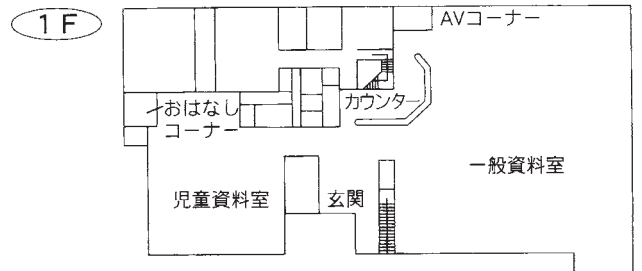 1F
AVコーナー
カウンター
おはなし
コーナー
一般資料室
児童資料室
玄関